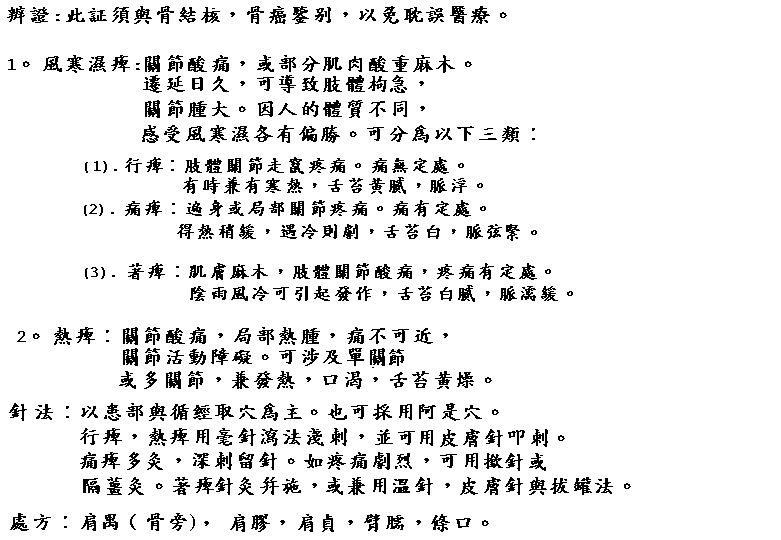 辨證:此証須與骨結核，骨癌鑒别，以免耽誤醫療。
1。風寒濕痺:關節酸痛，或部分肌肉酸重麻木。
遷延日久，可導致肢體拘急，
關節腫大。因人的體質不同，
感受風寒濕各有偏勝。可分為以下三類：
(1).行痺：肢體關節走竄疼痛。痛無定處。
有時兼有寒熱，舌苔黄膩，脈浮。
(2).痛痺：遍身或局部關節疼痛。痛有定處。
得熱稍緩，遇冷則劇，舌苔白，脈弦緊。
(3).著痺：肌膚麻木，肢體關節酸痛，疼痛有定處。
陰雨風冷可引起發作，舌苔白膩，脈濡緩。
2。熱痺：關節酸痛，局部熱腫，痛不可近，
關節活動障礙。可涉及單關節
或多關節，兼發熱，口渴，舌苔黄燥。
針法：以患部與循經取穴為主。也可採用阿是穴。
行痺，熱痺用毫針瀉法淺刺，並可用皮膚針叩刺。
痛痺多灸，深刺留針。如疼痛劇烈，可用撳針或
隔薑灸。著痺針灸并施，或兼用溫針，皮膚針與拔罐法。
處方：肩禺(骨旁)，肩膠，肩貞，臂臑，條口。